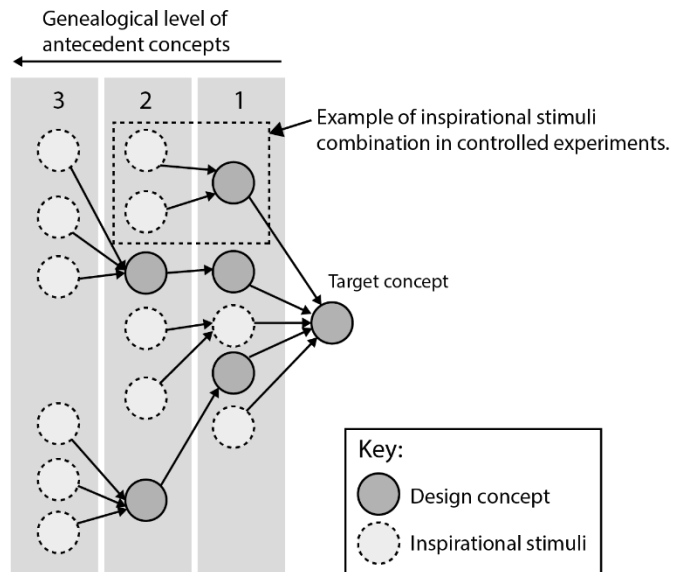 Genealogical level of
antecedent concepts
3 2 1
Example of inspirational stimuli
combination in controlled experiments.
Target concept
Key:
Design concept
Inspirational stimuli